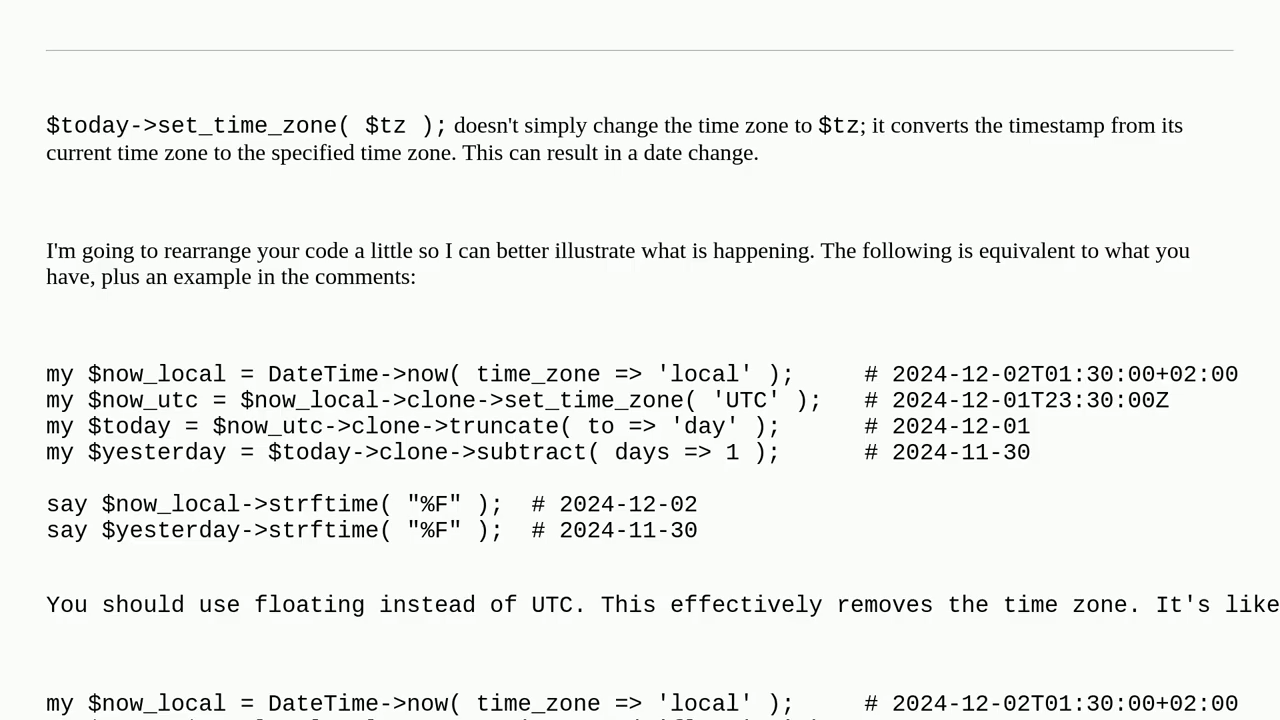 $today->set_time_zone( $tz ); doesn't simply change the time zone to $tz; it converts the timestamp from its
current time zone to the specified time zone. This can result in a date change.
I'm going to rearrange your code a little so I can better illustrate what is happening. The following is equivalent to what you
have, plus an example in the comments:
my $now_local = DateTime->now( time_zone => 'local' );     # 2024-12-02T01:30:00+02:00
my $now_utc = $now_local->clone->set_time_zone( 'UTC' );   # 2024-12-01T23:30:00Z
my $today = $now_utc->clone->truncate( to => 'day' );      # 2024-12-01
my $yesterday = $today->clone->subtract( days => 1 );      # 2024-11-30
say $now_local->strftime( "%F" );  # 2024-12-02
say $yesterday->strftime( "%F" );  # 2024-11-30
You should use floating instead of UTC. This effectively removes the time zone. It's like
my $now_local = DateTime->now( time_zone => 'local' );     # 2024-12-02T01:30:00+02:00